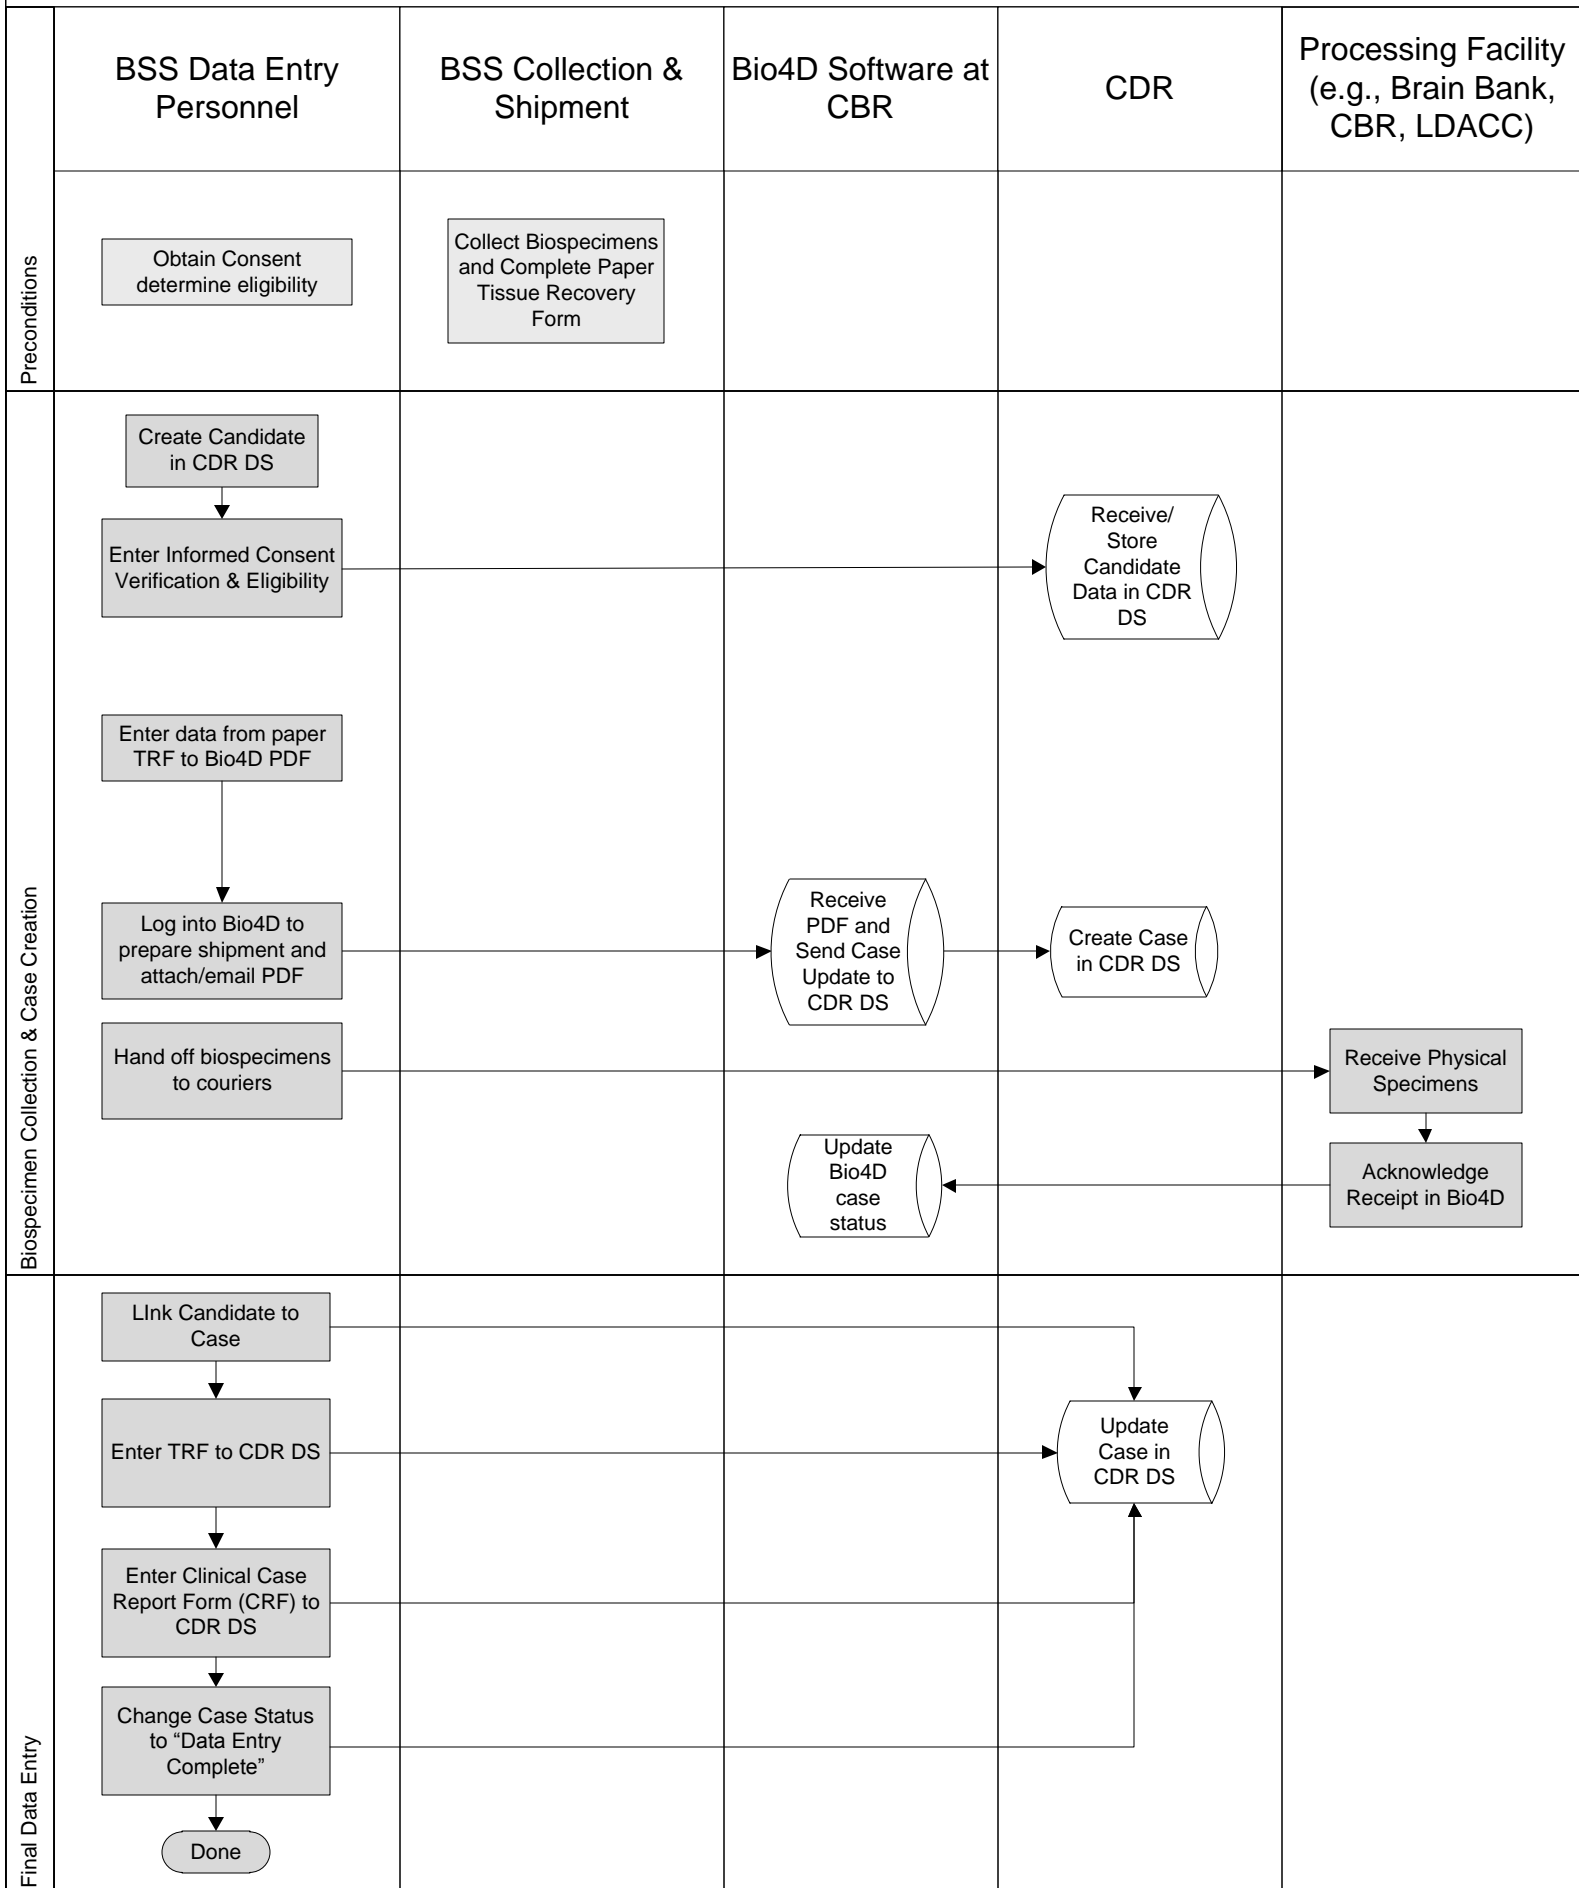 BSS Data Entry
Personnel
BSS Collection &
Shipment
Bio4D Software at
CBR
CDR
Processing Facility
(e.g., Brain Bank,
CBR, LDACC)
Preconditions
Obtain Consent
determine eligibility
Collect Biospecimens
and Complete Paper
Tissue Recovery
Form
Biospecimen Collection & Case Creation
Create Candidate
in CDR DS
Enter Informed Consent
Verification & Eligibility
Receive/
Store
Candidate
Data in CDR
DS
Enter data from paper
TRF to Bio4D PDF
Log into Bio4D to
prepare shipment and
attach/email PDF
Receive
PDF and
Send Case
Update to
CDR DS
Create Case
in CDR DS
Hand off biospecimens
to couriers
Receive Physical
Specimens
Update
Bio4D
case
status
Acknowledge
Receipt in Bio4D
Final Data Entry
LInk Candidate to
Case
Enter TRF to CDR DS
Update
Case in
CDR DS
Enter Clinical Case
Report Form (CRF) to
CDR DS
Change Case Status
to “Data Entry
Complete”
Done